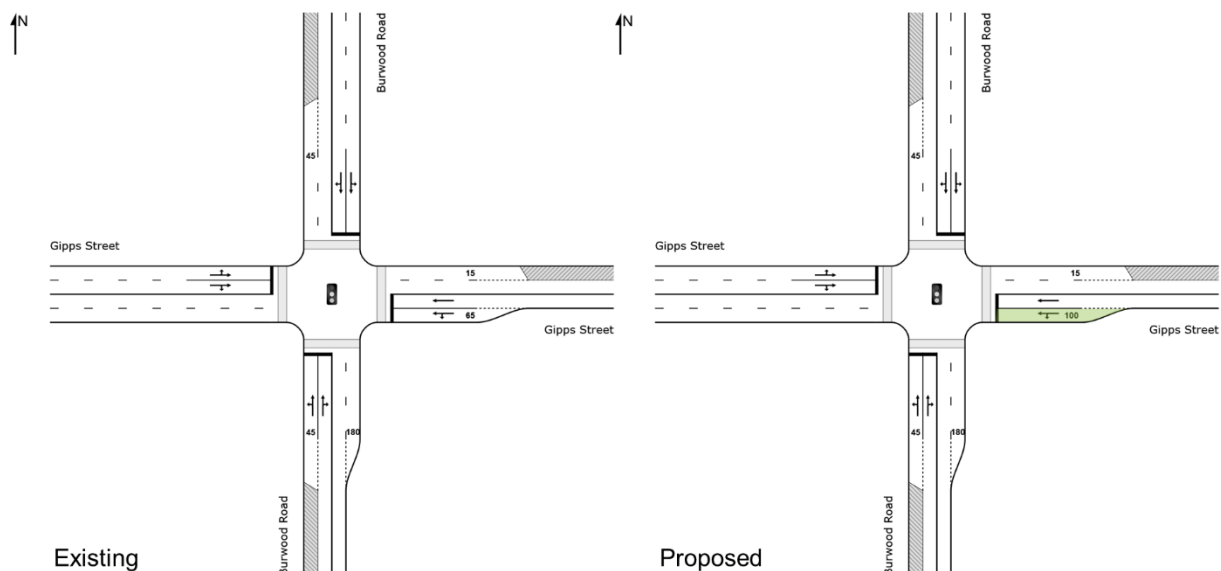 N
Burwood Road
45
Gipps Street
15
65
Gipps Street
45
180
Burwood Road
Existing
N
Burwood Road
45
Gipps Street
15
100
Gipps Street
45
180
Burwood Road
Proposed